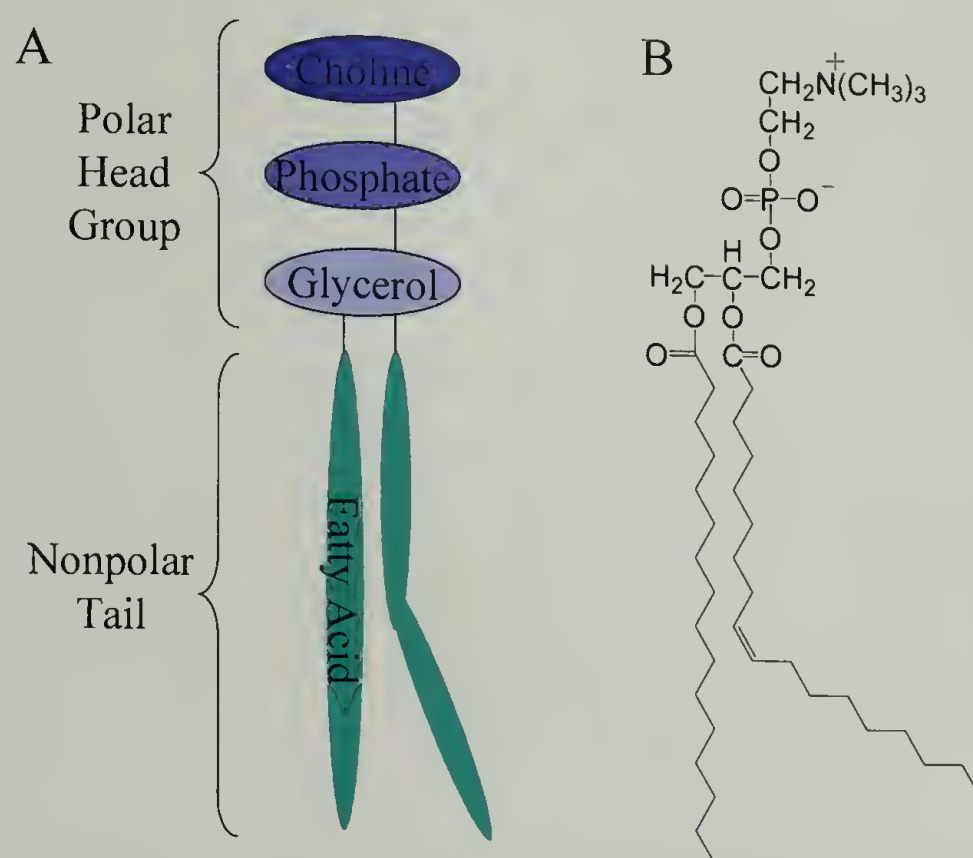 A
Polar
Head
Group
Choline
Phosphate
Glycerol
Nonpolar
Tail
Fatty Acid
B
+
CH₂N(CH₃)₃
CH₂
O
O=P–O⁻
O
H
H₂C–C–CH₂
O O
O=C C=O